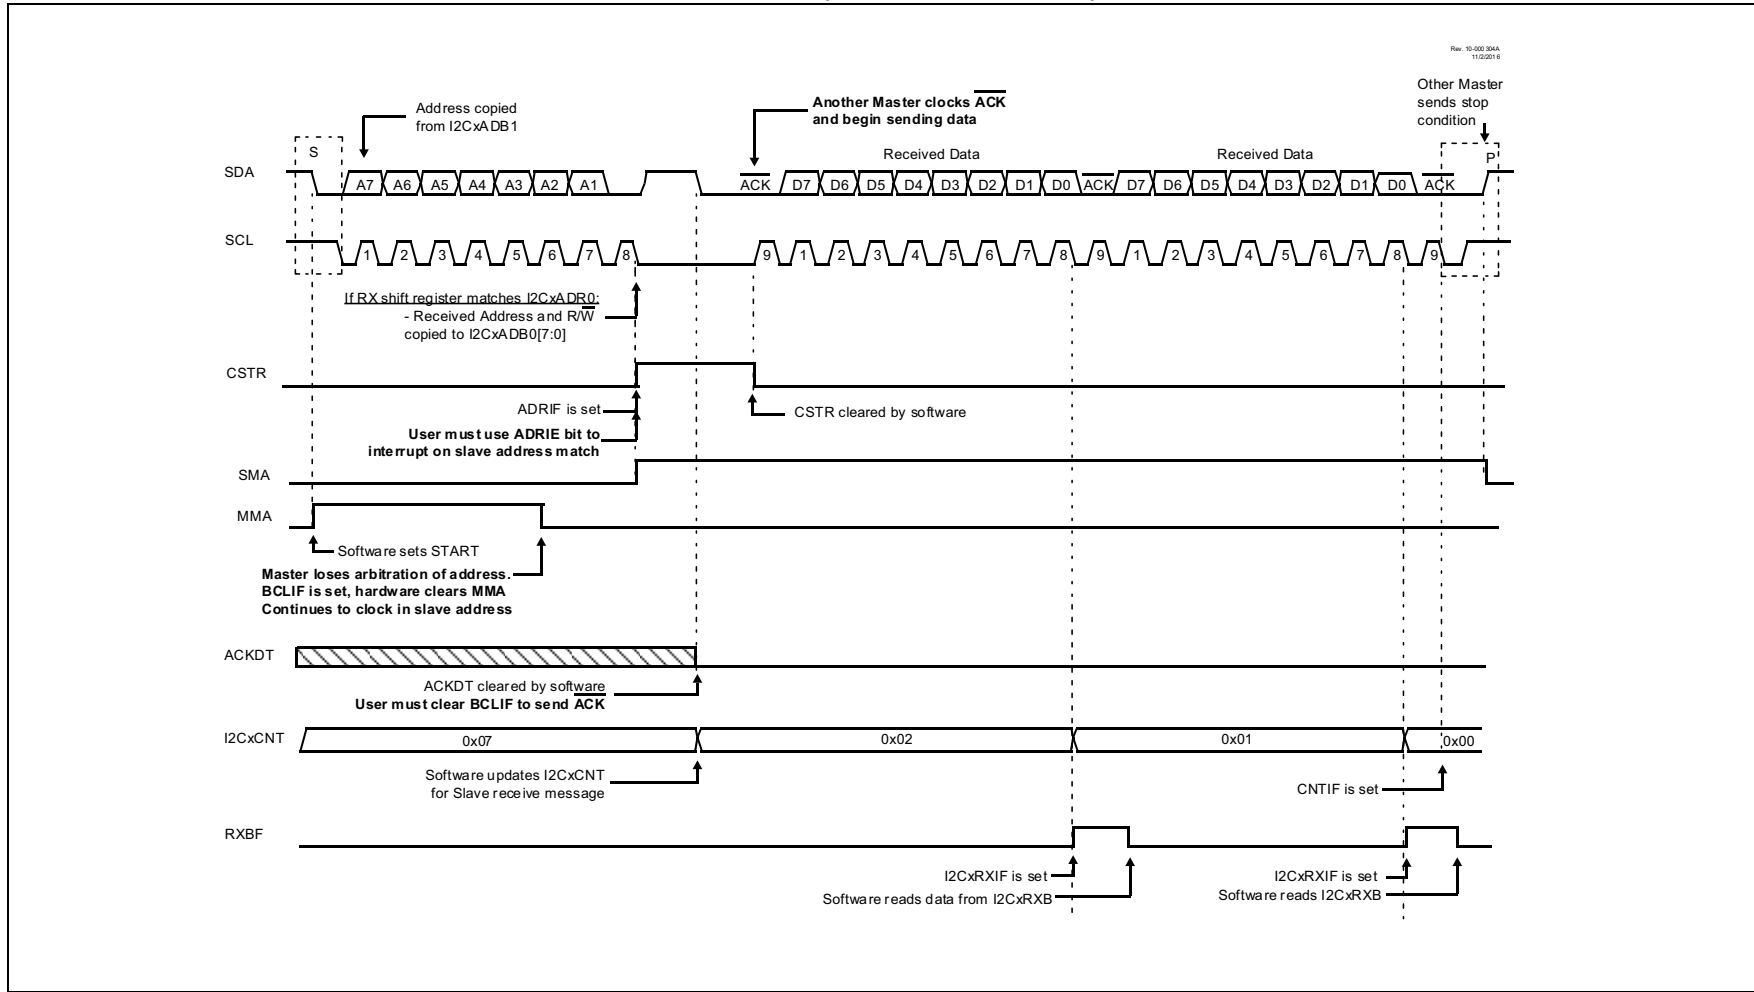 Rev. 10-000 304A
11/2/2016
Other Master
sends stop
condition
Address copied
from I2CxADB1
Another Master clocks ACK
and begin sending data
S
Received Data
Received Data
P
SDA
A7 A6 A5 A4 A3 A2 A1 ACK D7 D6 D5 D4 D3 D2 D1 D0 ACK D7 D6 D5 D4 D3 D2 D1 D0 ACK
SCL
1 2 3 4 5 6 7 8 9 1 2 3 4 5 6 7 8 9 1 2 3 4 5 6 7 8 9
If RX shift register matches I2CxADR0:
- Received Address and R/W
copied to I2CxADB0[7:0]
CSTR
ADRIF is set
CSTR cleared by software
User must use ADRIE bit to
interrupt on slave address match
SMA
MMA
Software sets START
Master loses arbitration of address.
BCLIF is set, hardware clears MMA
Continues to clock in slave address
ACKDT
ACKDT cleared by software
User must clear BCLIF to send ACK
I2CxCNT
0x07 0x02 0x01 0x00
Software updates I2CxCNT
for Slave receive message
CNTIF is set
RXBF
I2CxRXIF is set
Software reads data from I2CxRXB
I2CxRXIF is set
Software reads I2CxRXB